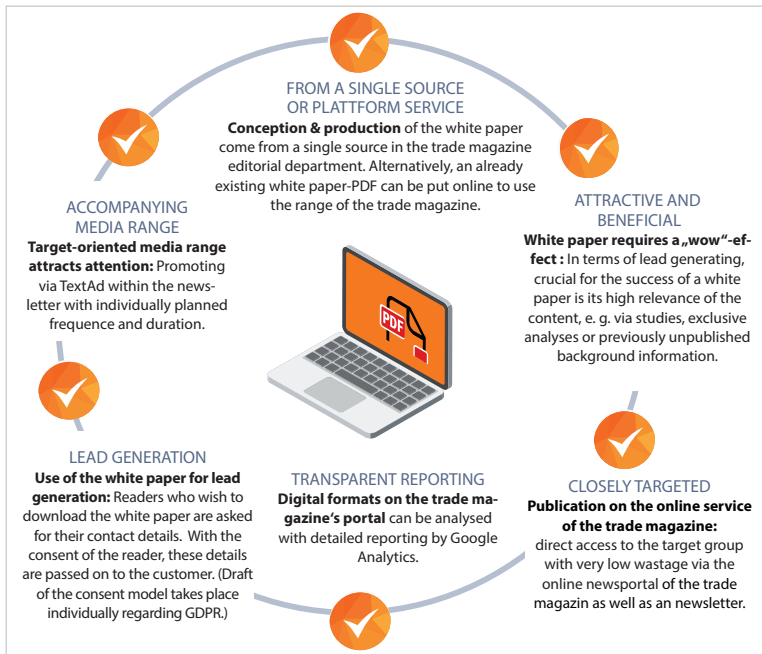 FROM A SINGLE SOURCE
OR PLATTFORM SERVICE
Conception & production of the white paper
come from a single source in the trade magazine
editorial department. Alternatively, an already
existing white paper-PDF can be put online to use
the range of the trade magazine.
ATTRACTIVE AND
BENEFICIAL
White paper requires a „wow“-ef-
fect : In terms of lead generating,
crucial for the success of a white
paper is its high relevance of the
content, e. g. via studies, exclusive
analyses or previously unpublished
background information.
ACCOMPANYING
MEDIA RANGE
Target-oriented media range
attracts attention: Promoting
via TextAd within the news-
letter with individually planned
frequence and duration.
PDF
LEAD GENERATION
Use of the white paper for lead
generation: Readers who wish to
download the white paper are asked
for their contact details. With the
consent of the reader, these details
are passed on to the customer. (Draft
of the consent model takes place
individually regarding GDPR.)
TRANSPARENT REPORTING
Digital formats on the trade ma-
gazine‘s portal can be analysed
with detailed reporting by Google
Analytics.
CLOSELY TARGETED
Publication on the online service
of the trade magazine:
direct access to the target group
with very low wastage via the
online newsportal of the trade
magazin as well as an newsletter.